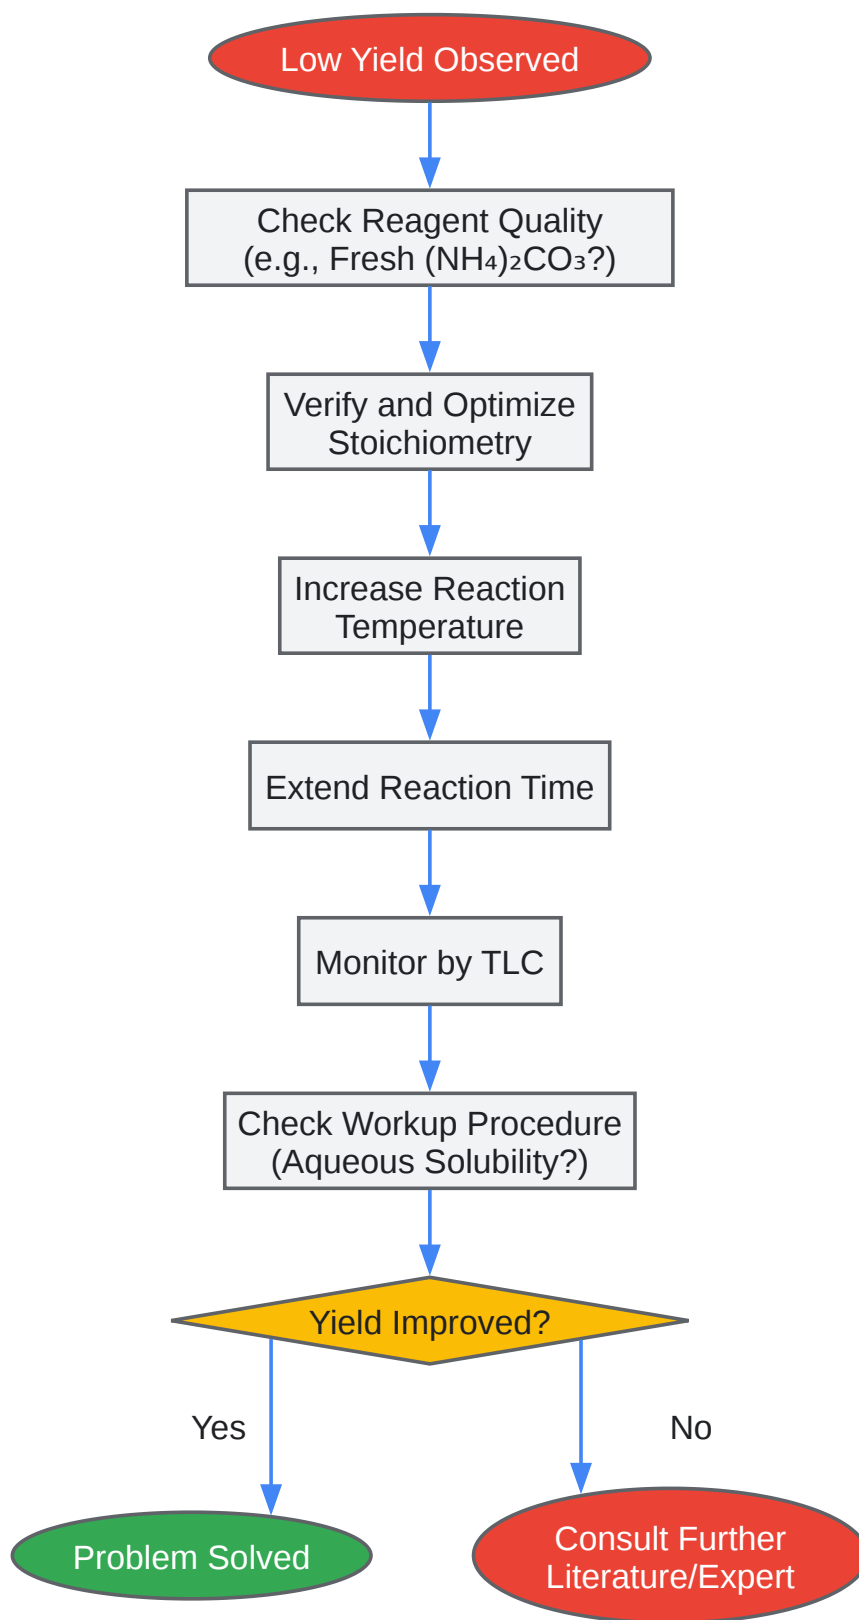 Low Yield Observed
Check Reagent Quality
(e.g., Fresh (NH₄)₂CO₃?)
Verify and Optimize
Stoichiometry
Increase Reaction
Temperature
Extend Reaction Time
Monitor by TLC
Check Workup Procedure
(Aqueous Solubility?)
Yield Improved?
Yes
No
Problem Solved
Consult Further
Literature/Expert